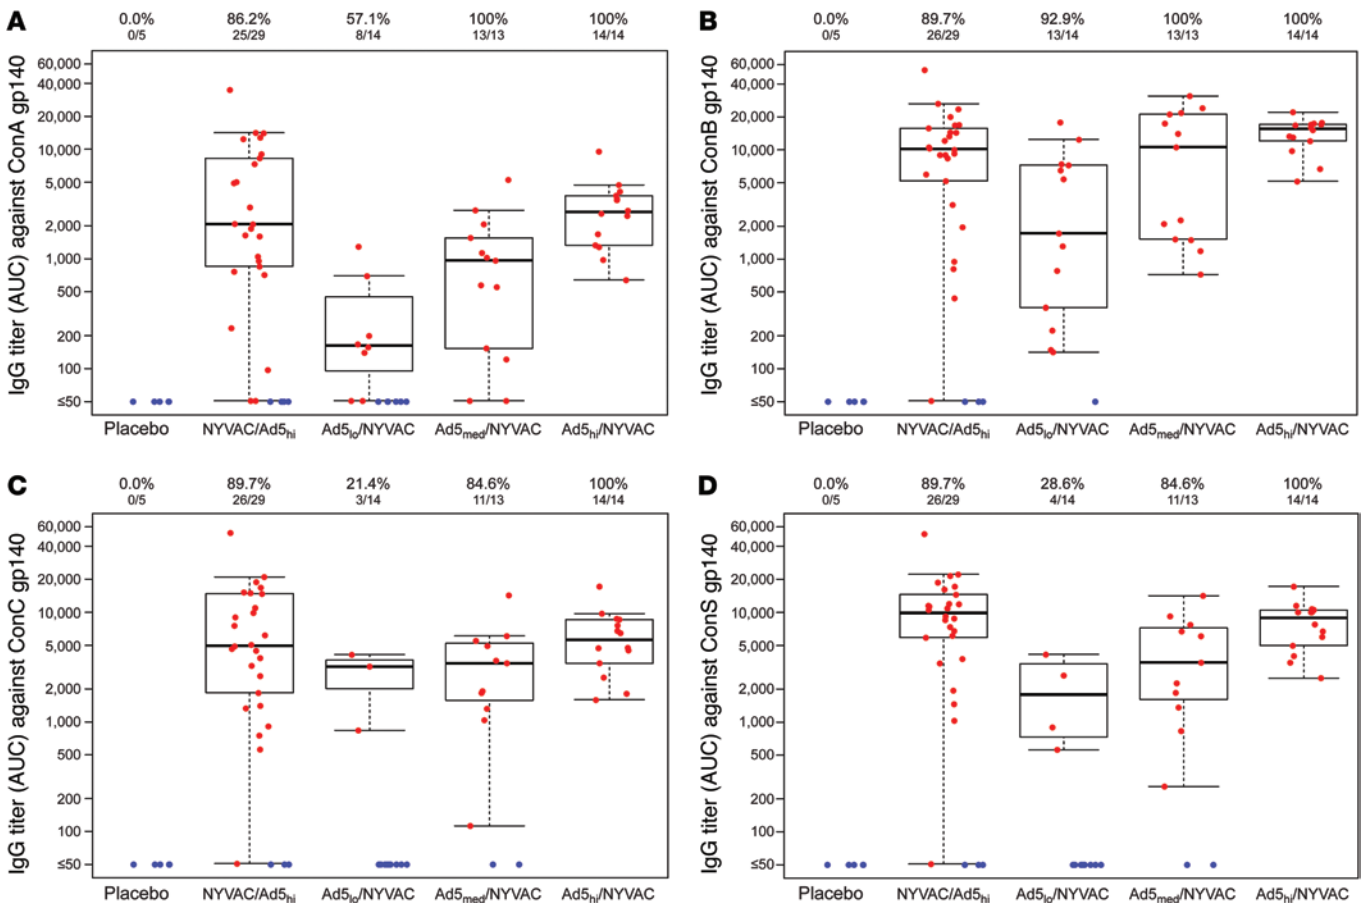 A
0.0% 86.2% 57.1% 100% 100%
0/5 25/29 8/14 13/13 14/14
IgG titer (AUC) against ConA gp140
60,000
40,000
20,000
10,000
5,000
2,000
1,000
500
200
100
≤50
Placebo NYVAC/Ad5hi Ad5lo/NYVAC Ad5med/NYVAC Ad5hi/NYVAC
B
0.0% 89.7% 92.9% 100% 100%
0/5 26/29 13/14 13/13 14/14
IgG titer (AUC) against ConB gp140
60,000
40,000
20,000
10,000
5,000
2,000
1,000
500
200
100
≤50
Placebo NYVAC/Ad5hi Ad5lo/NYVAC Ad5med/NYVAC Ad5hi/NYVAC
C
0.0% 89.7% 21.4% 84.6% 100%
0/5 26/29 3/14 11/13 14/14
IgG titer (AUC) against ConC gp140
60,000
40,000
20,000
10,000
5,000
2,000
1,000
500
200
100
≤50
Placebo NYVAC/Ad5hi Ad5lo/NYVAC Ad5med/NYVAC Ad5hi/NYVAC
D
0.0% 89.7% 28.6% 84.6% 100%
0/5 26/29 4/14 11/13 14/14
IgG titer (AUC) against ConS gp140
60,000
40,000
20,000
10,000
5,000
2,000
1,000
500
200
100
≤50
Placebo NYVAC/Ad5hi Ad5lo/NYVAC Ad5med/NYVAC Ad5hi/NYVAC